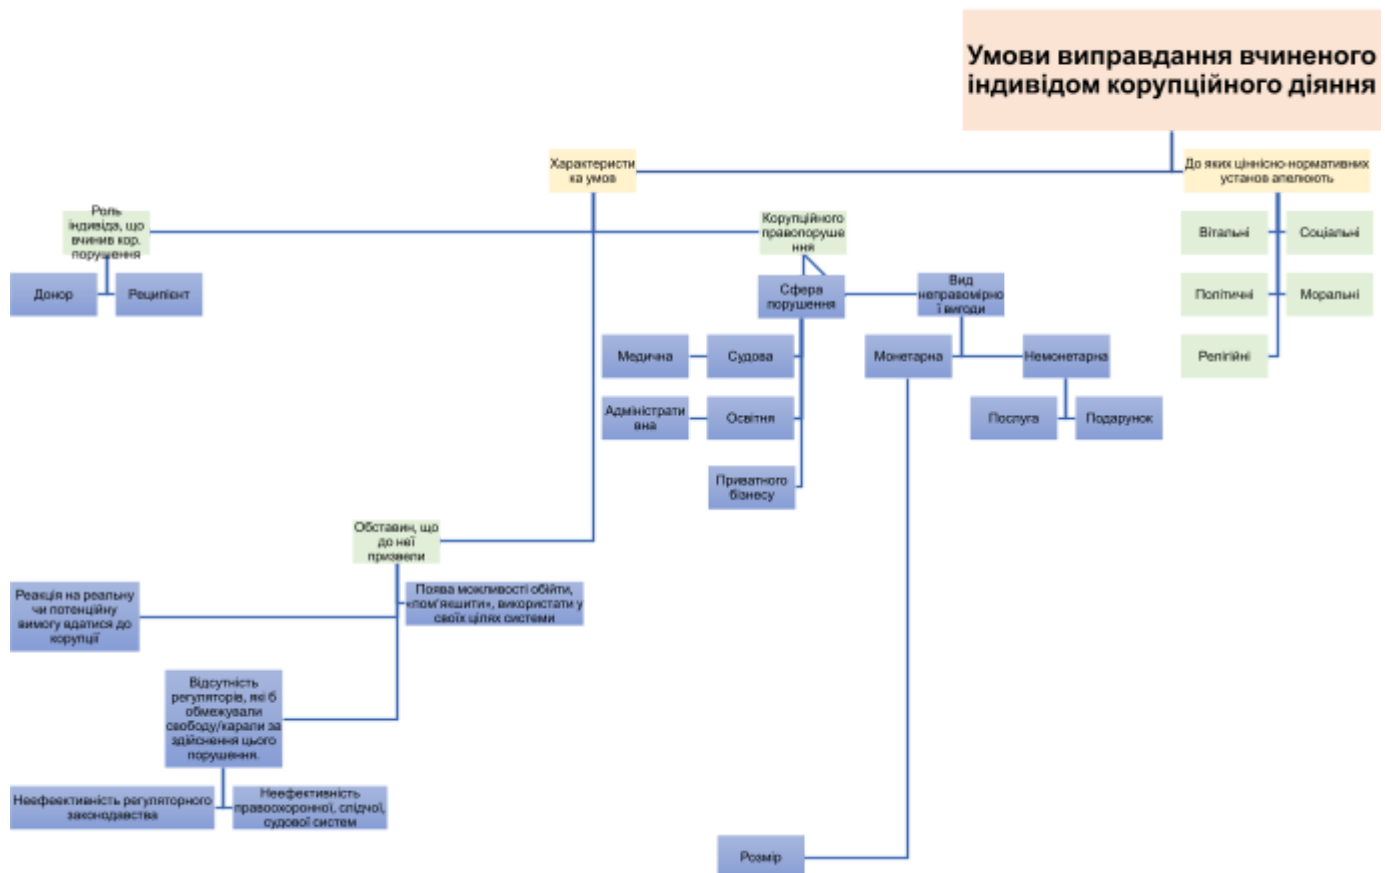 Умови виправдання вчиненого
індивідом корупційного діяння
Характеристи
ка умов
До яких ціннісно-нормативних
установ апелюють
Роль
індивіда, що
вчинив кор.
порушення
Корупційного
правопоруше
ння
Вітальні
Соціальні
Донор
Реципієнт
Сфера
порушення
Вид
неправомірно
ї вигоди
Політичні
Моральні
Медична
Судова
Монетарна
Немонетарна
Релігійні
Адміністрати
вна
Освітня
Послуга
Подарунок
Приватного
бізнесу
Обставин, що
до неї
призвели
Реакція на реальну
чи потенційну
вимогу вдатися до
корупції
Поява можливості обійти,
«пом'якшити», використати у
своїх цілях системи
Відсутність
регуляторів, які б
обмежували
свободу/карали за
здійснення цього
порушення.
Неефективність регуляторного
законодавства
Неефективність
правоохоронної, слідчої,
судової систем
Розмір